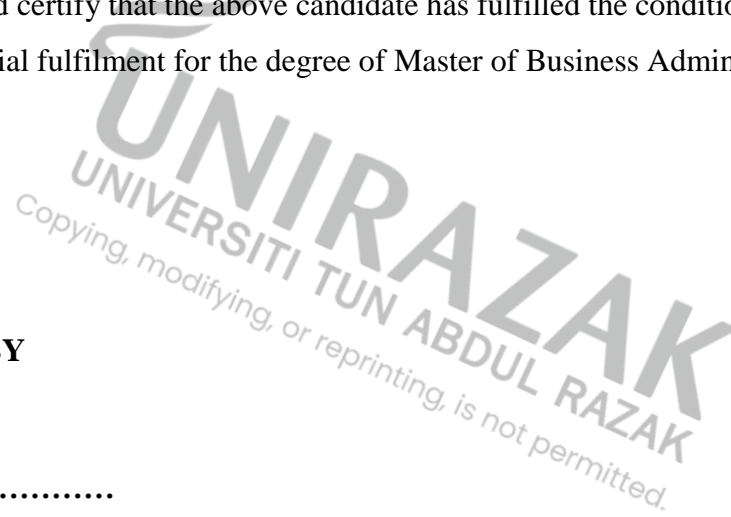 d certify that the above candidate has fulfilled the conditio
ial fulfilment for the degree of Master of Business Admin
UNIRAZAK
UNIVERSITI TUN ABDUL RAZAK
Copying, modifying, or reprinting, is not permitted.
Y
............